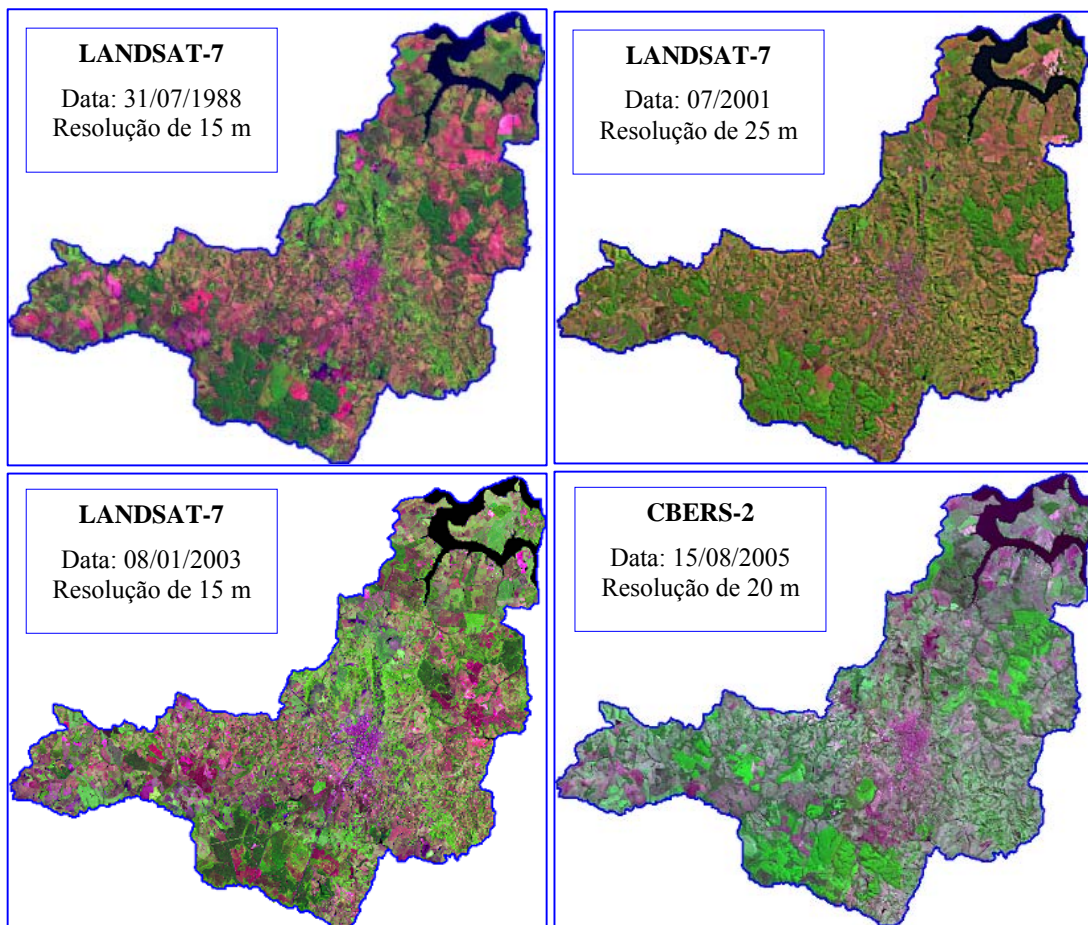 LANDSAT-7
Data: 31/07/1988
Resolução de 15 m
LANDSAT-7
Data: 07/2001
Resolução de 25 m
LANDSAT-7
Data: 08/01/2003
Resolução de 15 m
CBERS-2
Data: 15/08/2005
Resolução de 20 m